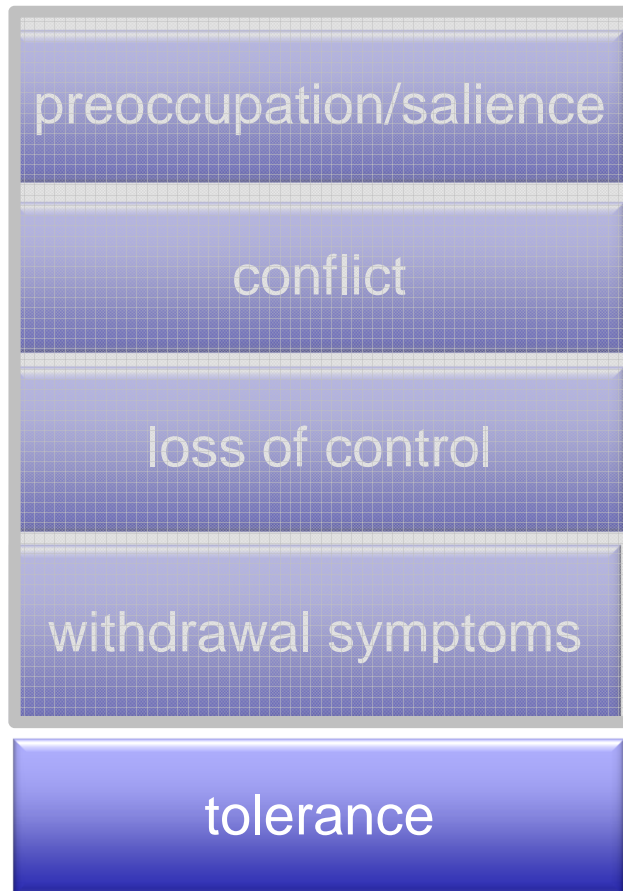 preoccupation/salience
conflict
loss of control
withdrawal symptoms
tolerance